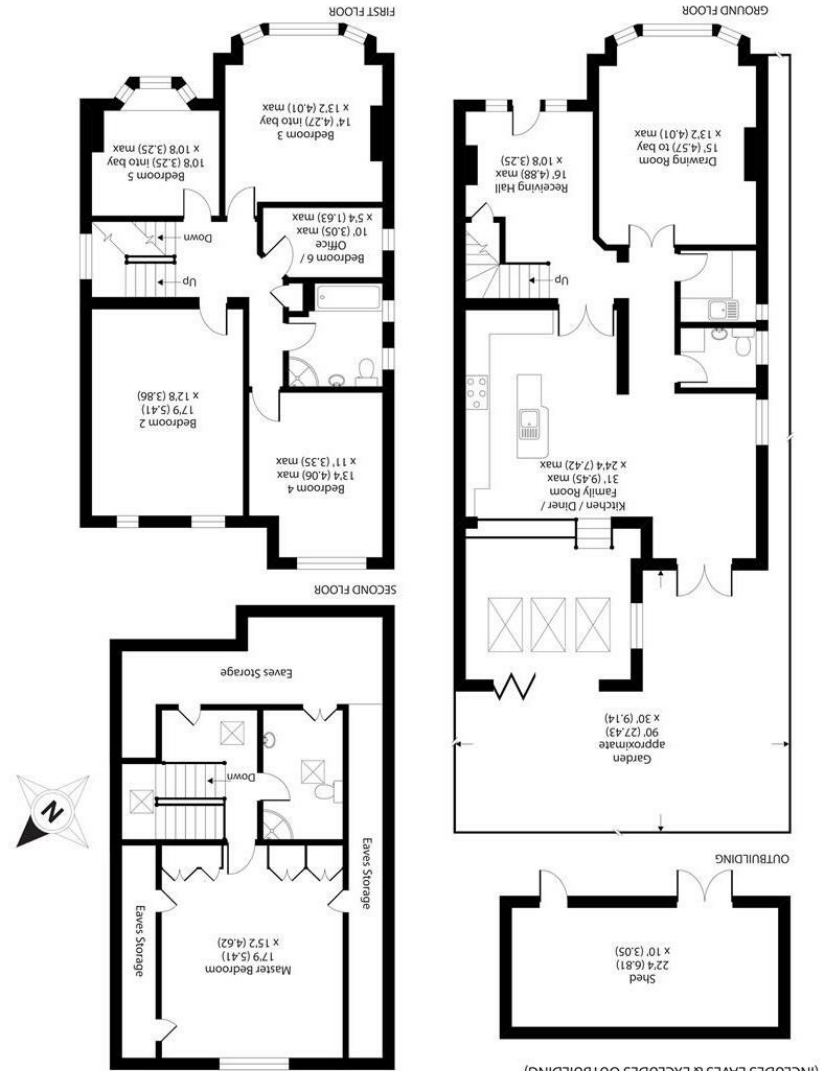 (INCLUDES EAVES & EXCLUDES OUTBUILDING)
Shed
22'4 (6.81)
x 10' (3.05)
OUTBUILDING
Garden
approximate
90' (27.43)
x 30' (9.14)
Kitchen / Diner /
Family Room
31' (9.45) max
x 24'4 (7.42) max
Up
Receiving Hall
16' (4.88) max
x 10'8 (3.25)
Drawing Room
15' (4.57) to bay
x 13'2 (4.01) max
GROUND FLOOR
Master Bedroom
17'9 (5.41)
x 15'2 (4.62)
Eaves Storage
Eaves Storage
Down
N
Eaves Storage
SECOND FLOOR
Bedroom 4
13'4 (4.06) max
x 11' (3.35) max
Bedroom 2
17'9 (5.41)
x 12'8 (3.86)
Up
Down
Bedroom 6 /
Office
10' (3.05) max
x 5'4 (1.63) max
Bedroom 5
10'8 (3.25) into bay
x 10'8 (3.25) max
Bedroom 3
14' (4.27) into bay
x 13'2 (4.01) max
FIRST FLOOR